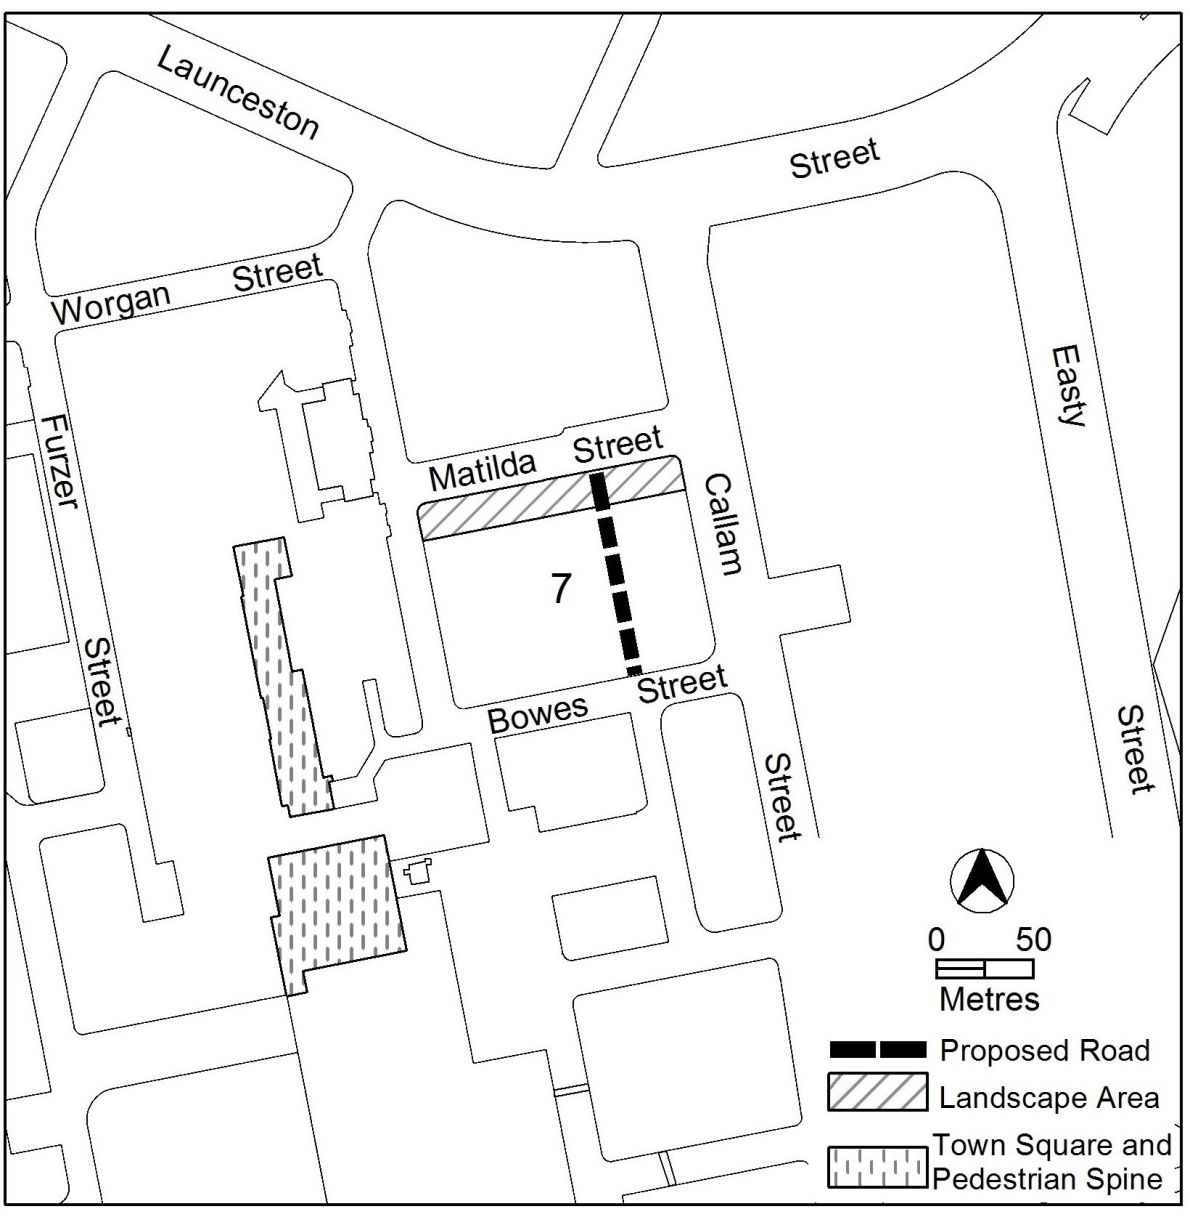 Launceston
Street
Worgan Street
Furzer
Street
Easty
Street
Matilda Street
Callam
Street
7
Bowes Street
0 50
Metres
Proposed Road
Landscape Area
Town Square and
Pedestrian Spine